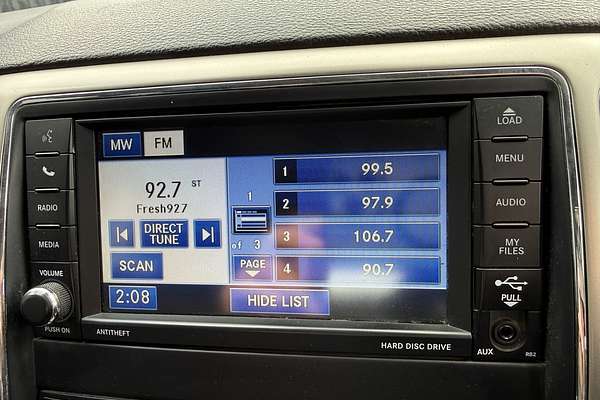 MW FM
92.7 ST
Fresh927
DIRECT
TUNE
SCAN
2:08
1
of 3
PAGE
1 99.5
2 97.9
3 106.7
4 90.7
HIDE LIST
RADIO
MEDIA
VOLUME
PUSH ON
LOAD
MENU
AUDIO
MY
FILES
PULL
AUX
RB2
ANTITHEFT
HARD DISC DRIVE